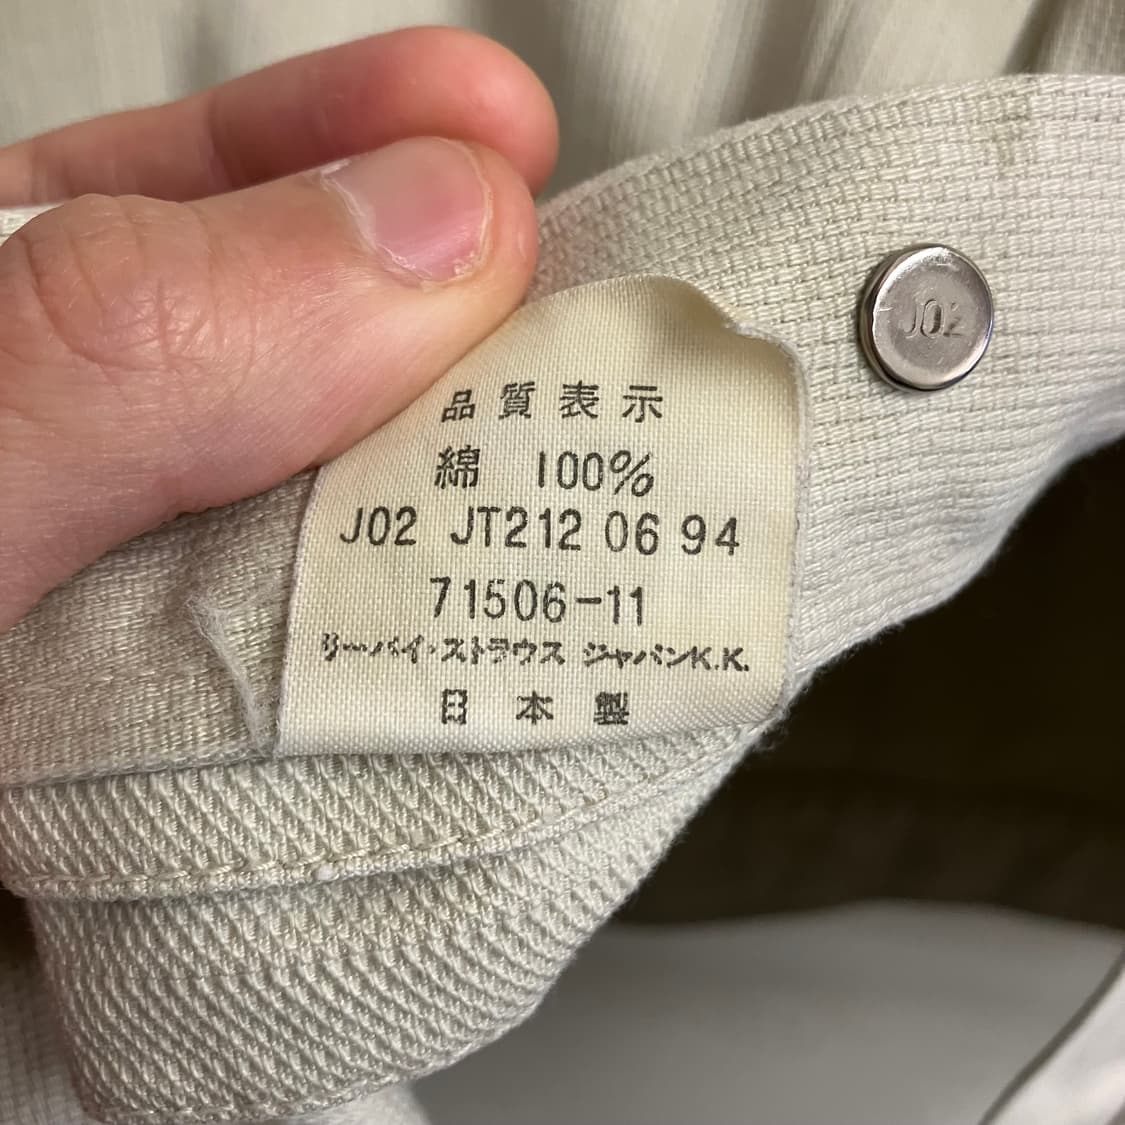 J02
品質表示
綿 100%
J02 JT212 06 94
71506-11
リーバイ・ストラウス ジャパンK.K.
日本製